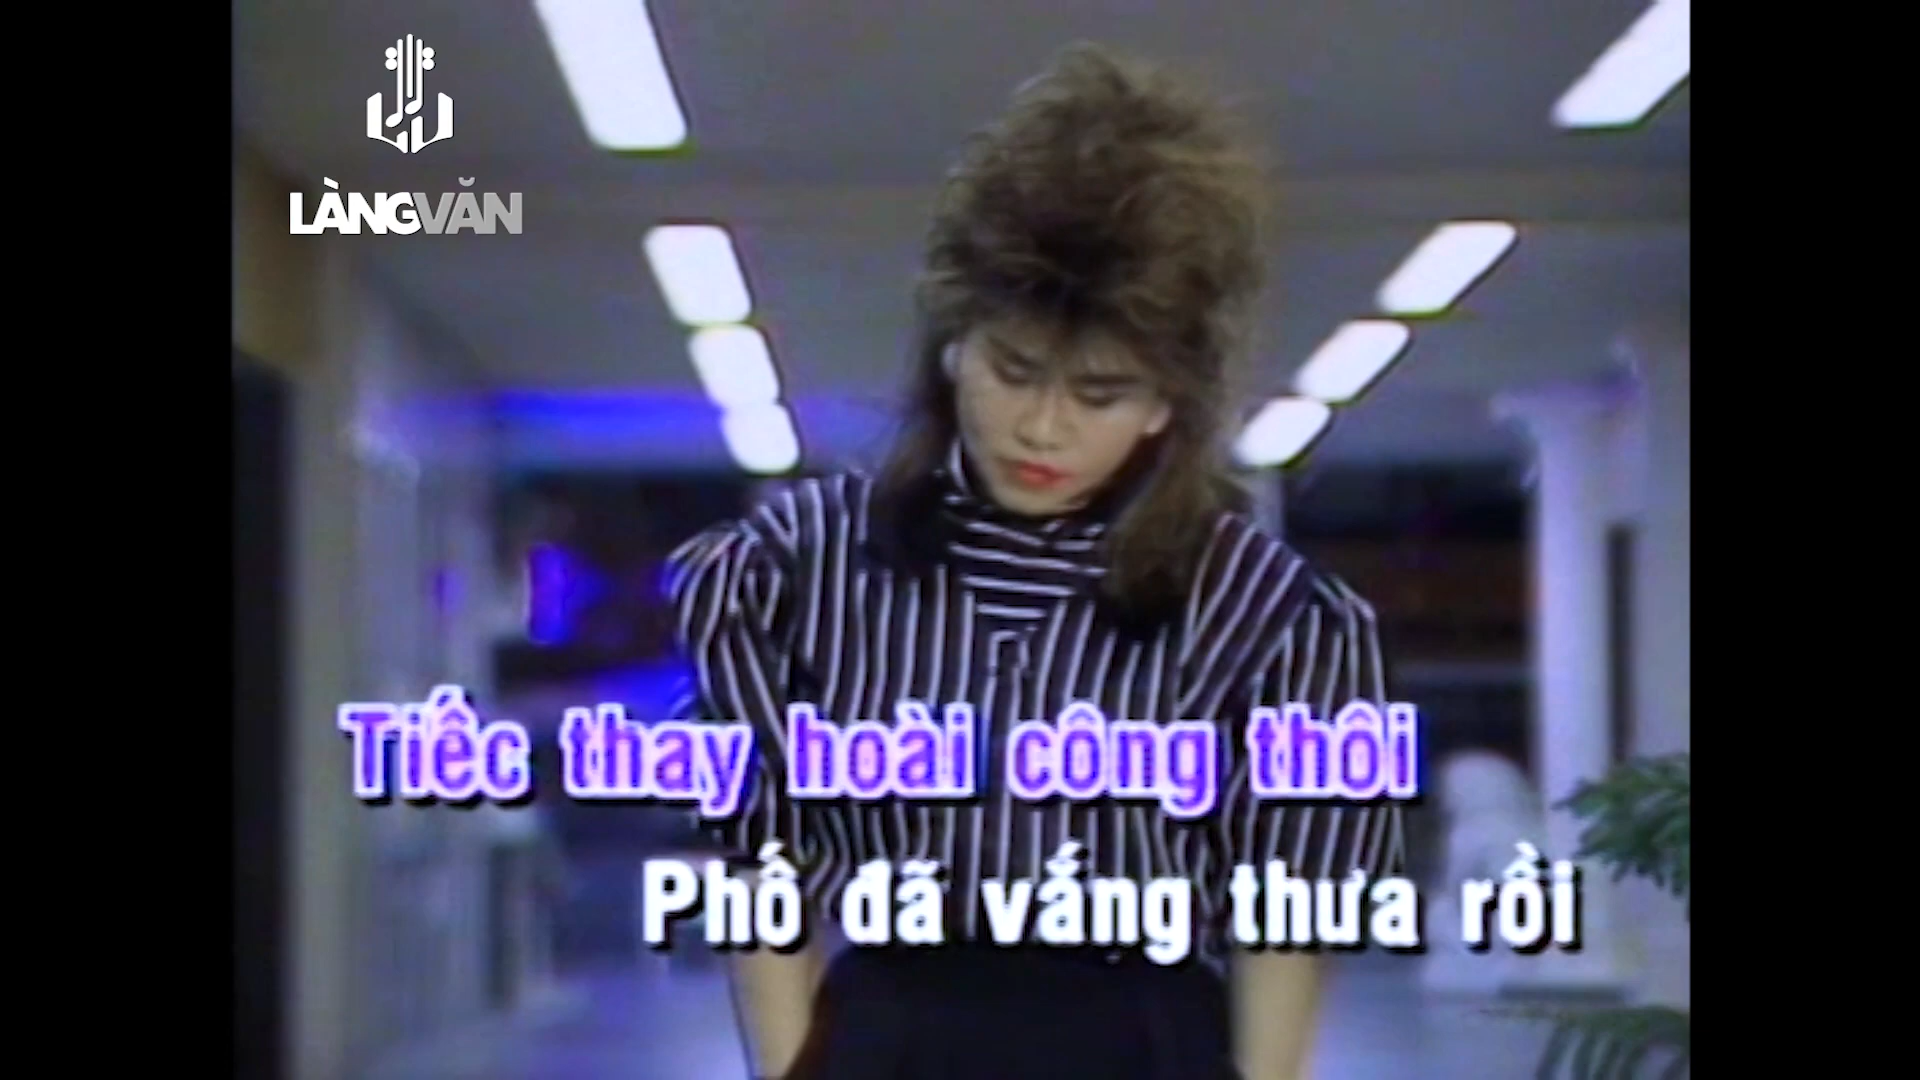 LÀNGVĂN
Tiếc thay hoài công thôi
Phố đã vắng thưa rồi